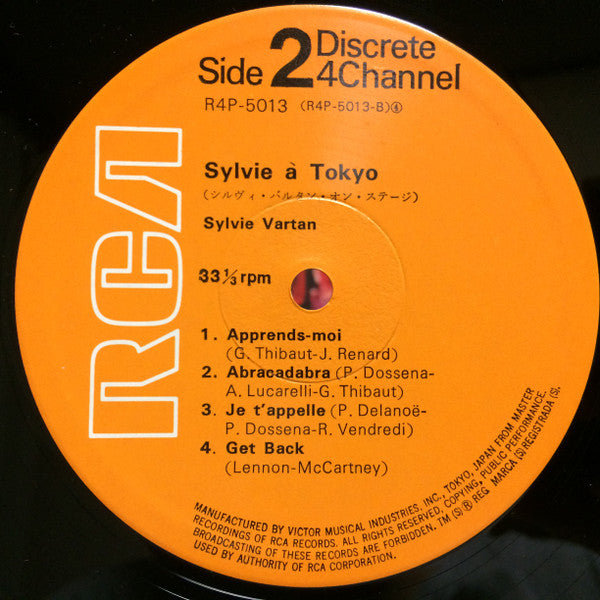 Side 2 Discrete
4Channel
R4P-5013 (R4P-5013-B)④
RCA
Sylvie à Tokyo
(シルヴィ・バルタン・オン・ステージ)
Sylvie Vartan
33⅓rpm
1. Apprends-moi
(G. Thibaut-J. Renard)
2. Abracadabra (P. Dossena-
A. Lucarelli-G. Thibaut)
3. Je t'appelle (P. Delanoë-
P. Dossena-R. Vendredi)
4. Get Back
(Lennon-McCartney)
MANUFACTURED BY VICTOR MUSICAL INDUSTRIES, INC., TOKYO, JAPAN FROM MASTER
RECORDINGS OF RCA RECORDS. ALL RIGHTS RESERVED, COPYING, PUBLIC PERFORMANCE,
BROADCASTING OF THESE RECORDS ARE FORBIDDEN. TM (S) ® REG MARCA (S) REGISTRADA (S).
USED BY AUTHORITY OF RCA CORPORATION.